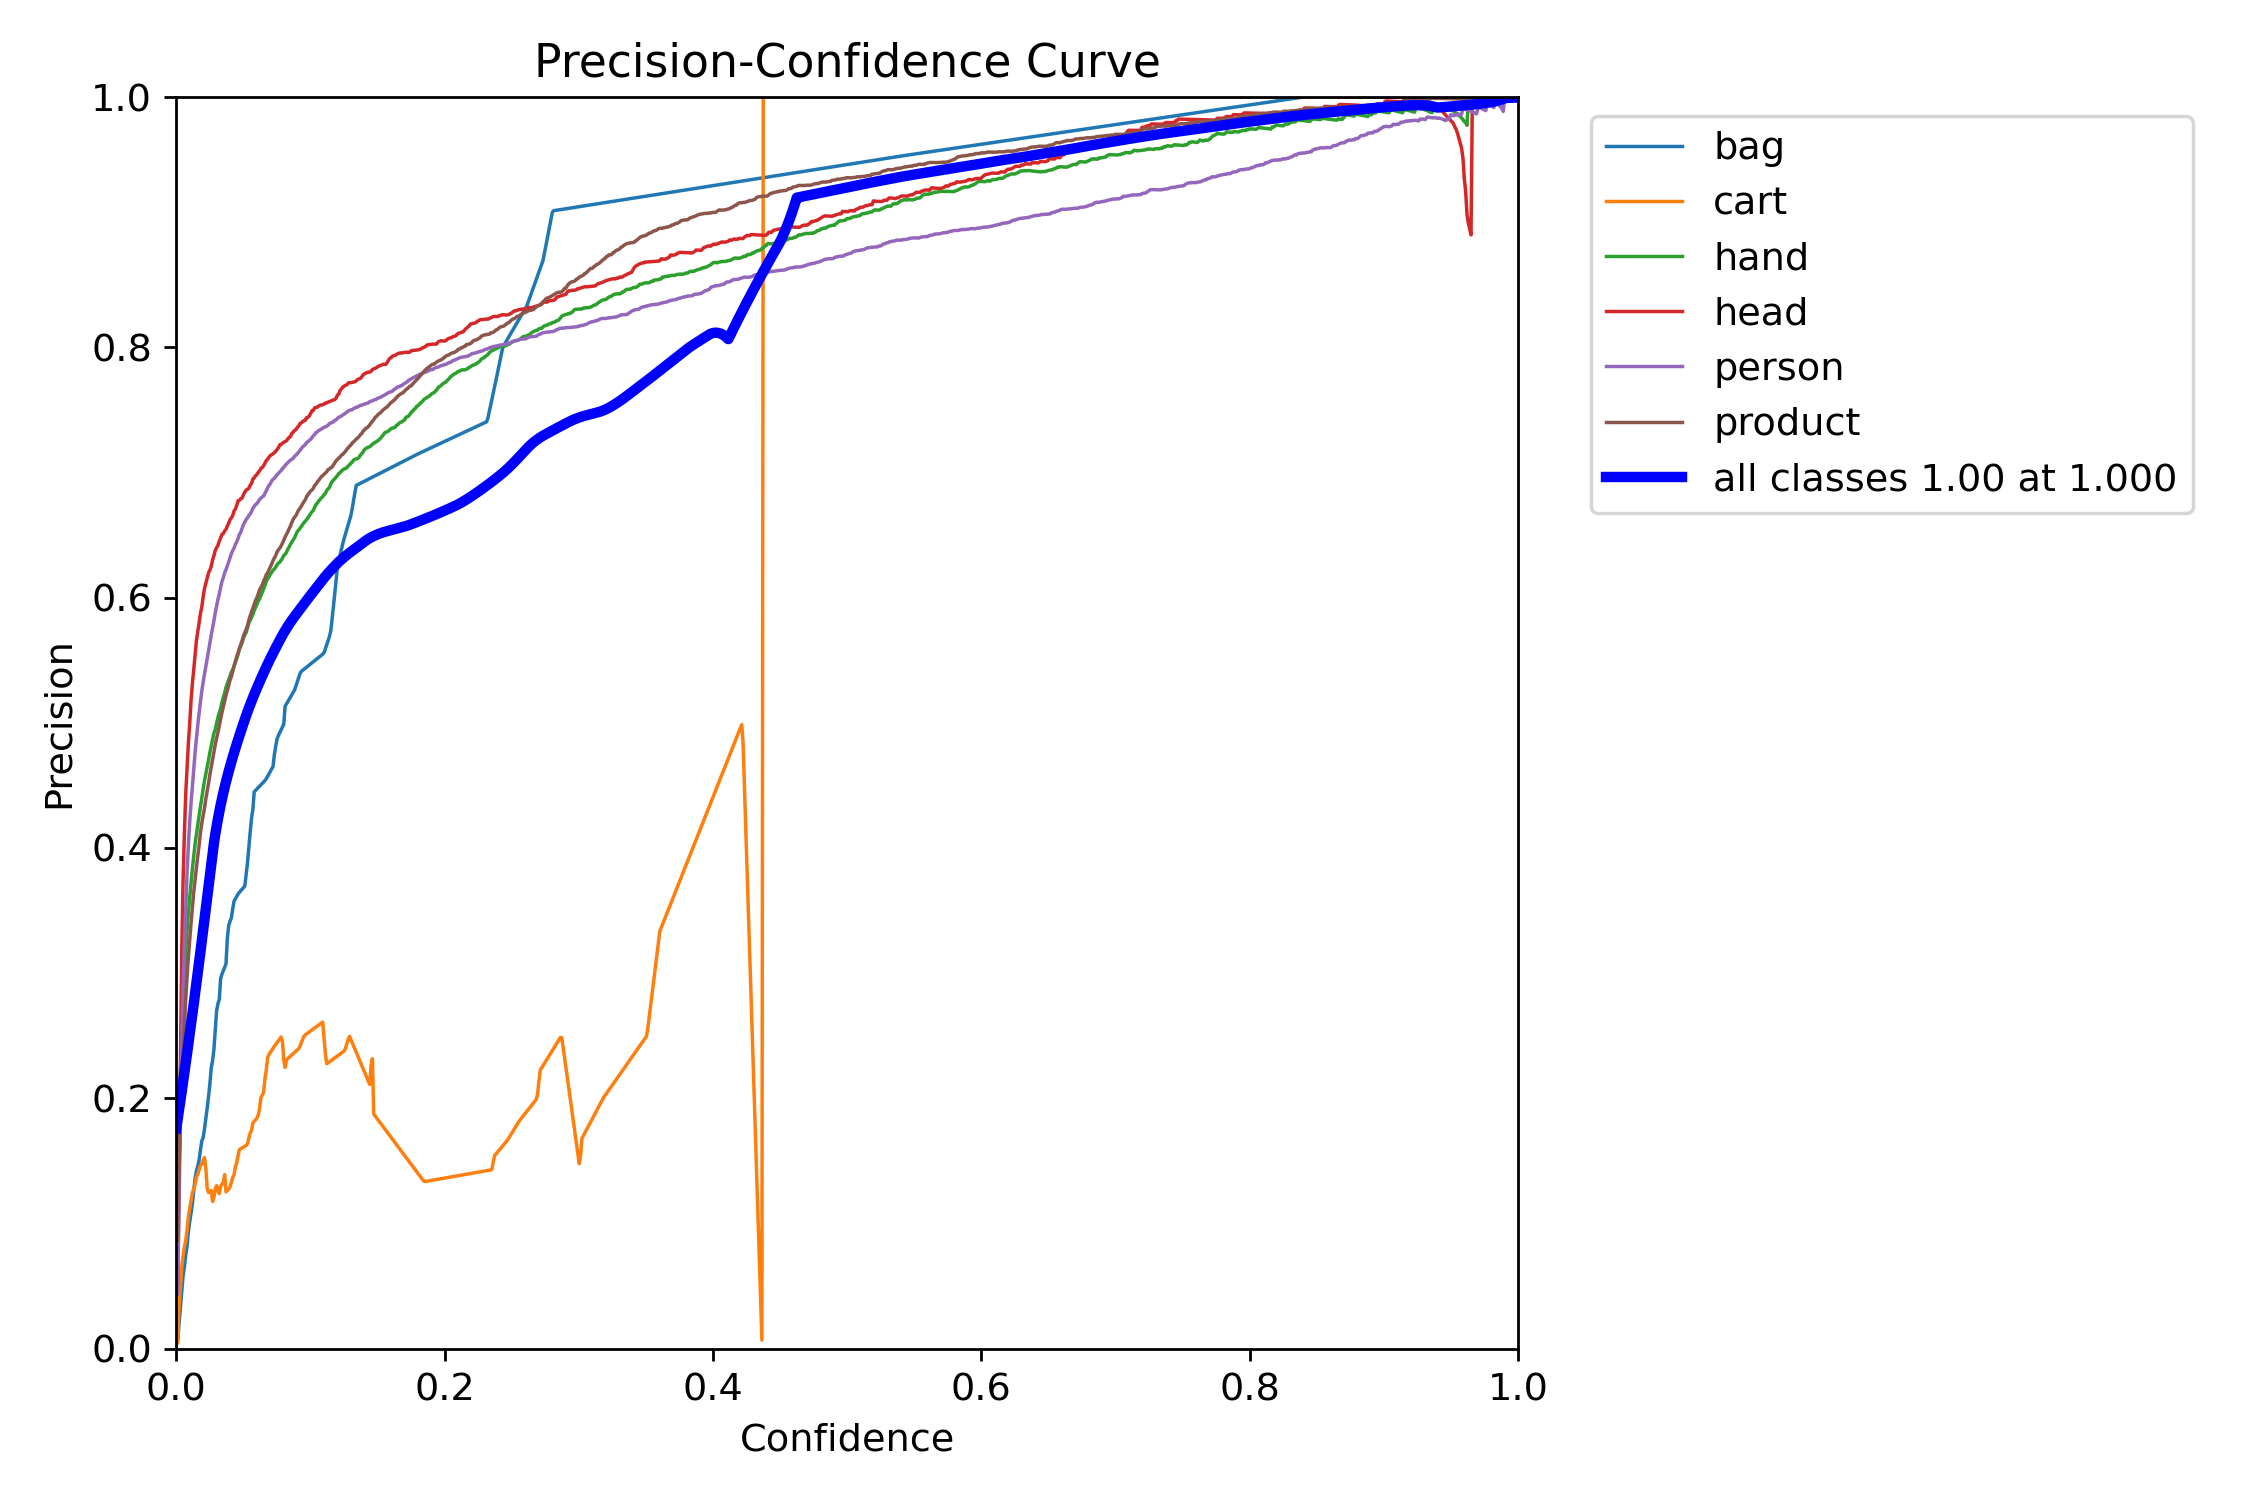 Precision-Confidence Curve
1.0
0.8
0.6
0.4
0.2
0.0
Precision
0.0 0.2 0.4 0.6 0.8 1.0
Confidence
bag
cart
hand
head
person
product
all classes 1.00 at 1.000